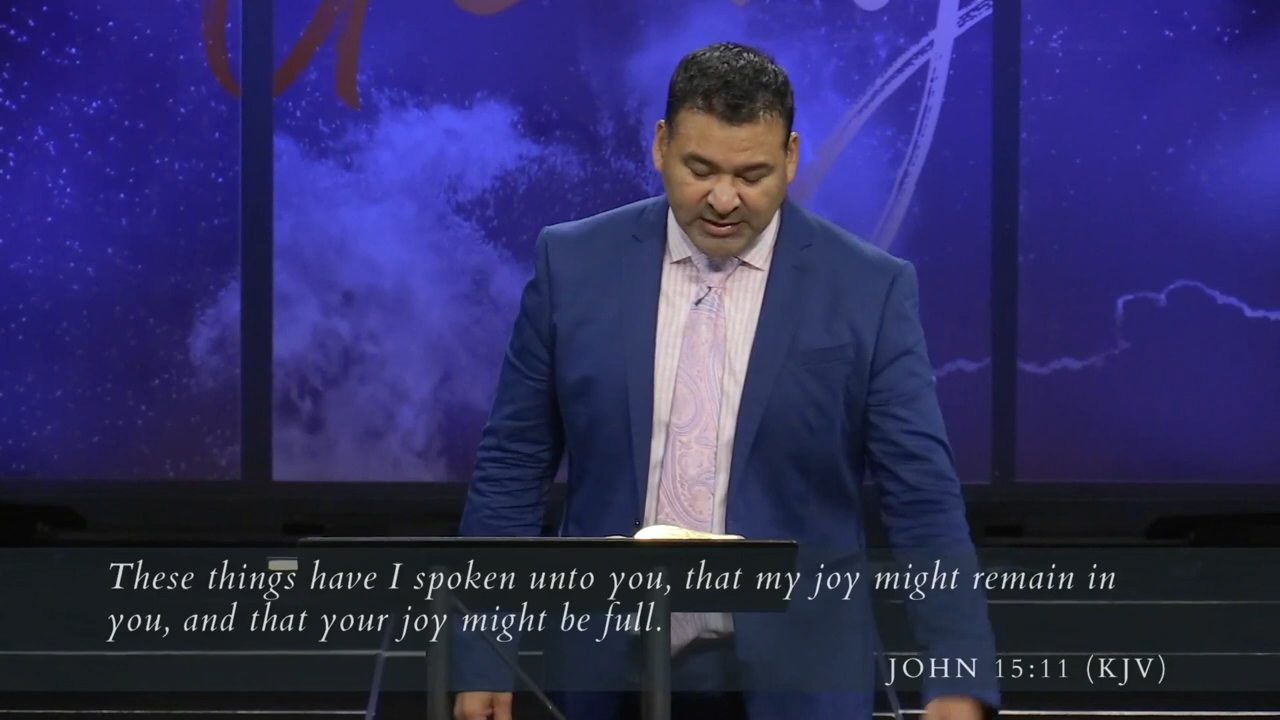 These things have I spoken unto you, that my joy might remain in
you, and that your joy might be full.
JOHN 15:11 (KJV)